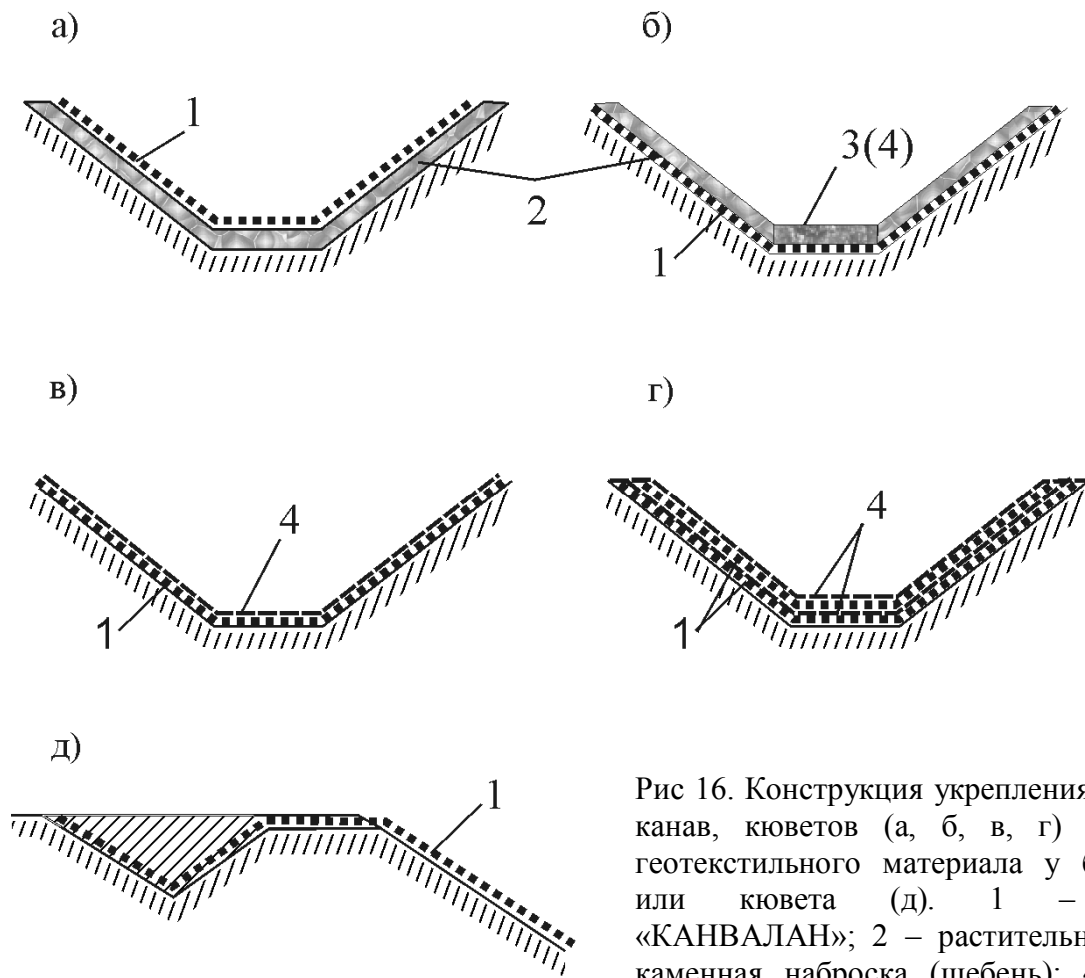 а)
б)
1
2
3(4)
1
в)
г)
4
1
4
1
д)
1
Рис 16. Конструкция укрепления
канав, кюветов (а, б, в, г)
геотекстильного материала у
или кювета (д). 1 –
«КАНВАЛАН»; 2 –
каменная наброска (щебень);